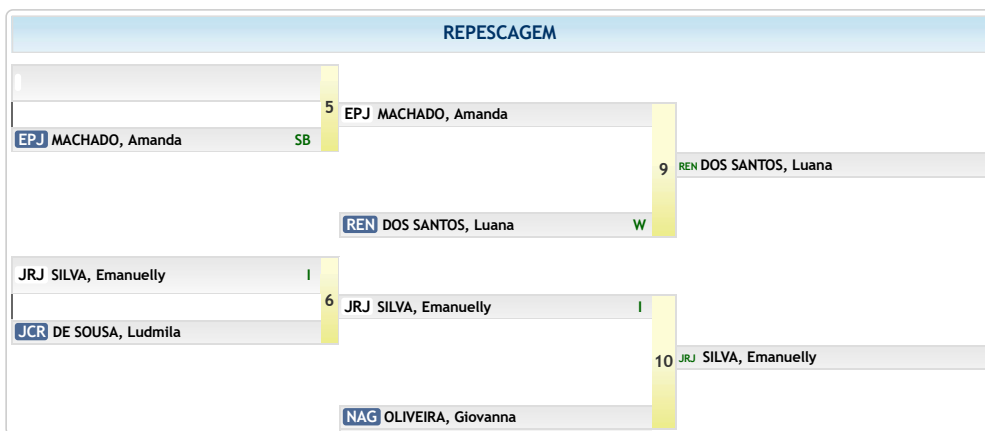 REPESCAGEM
5
EPJ MACHADO, Amanda SB
EPJ MACHADO, Amanda
9
REN DOS SANTOS, Luana
REN DOS SANTOS, Luana W
JRJ SILVA, Emanuelly I
6
JCR DE SOUSA, Ludmila
JRJ SILVA, Emanuelly I
10
JRJ SILVA, Emanuelly
NAG OLIVEIRA, Giovanna